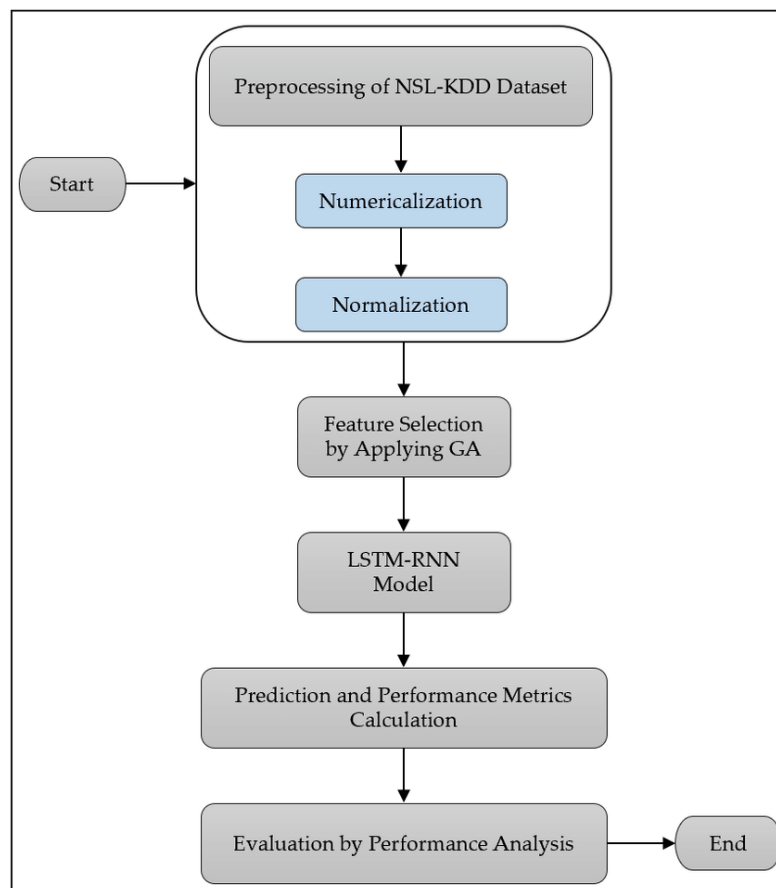 Start
Preprocessing of NSL-KDD Dataset
Numericalization
Normalization
Feature Selection
by Applying GA
LSTM-RNN
Model
Prediction and Performance Metrics
Calculation
Evaluation by Performance Analysis
End